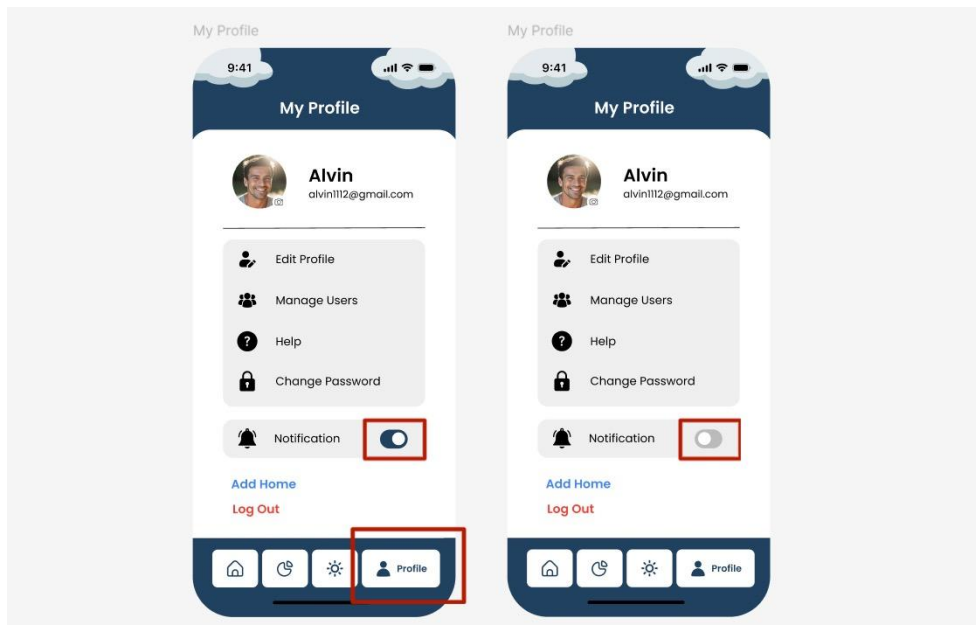 My Profile
9:41
My Profile
Alvin
alvin1112@gmail.com
Edit Profile
Manage Users
Help
Change Password
Notification
Add Home
Log Out
Profile
My Profile
9:41
My Profile
Alvin
alvin1112@gmail.com
Edit Profile
Manage Users
Help
Change Password
Notification
Add Home
Log Out
Profile